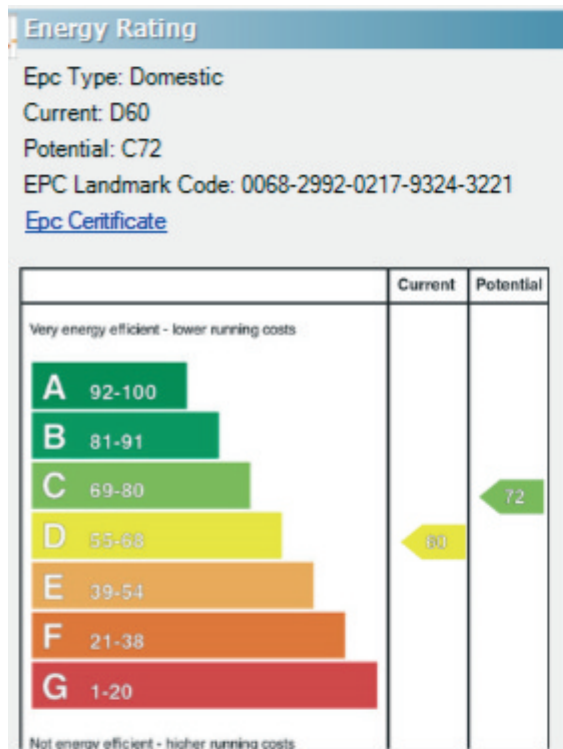 Energy Rating
Epc Type: Domestic
Current: D60
Potential: C72
EPC Landmark Code: 0068-2992-0217-9324-3221
Epc Ceritificate
Current Potential
Very energy efficient - lower running costs
A 92-100
B 81-91
C 69-80
72
D 55-68
60
E 39-54
F 21-38
G 1-20
Not energy efficient - higher running costs